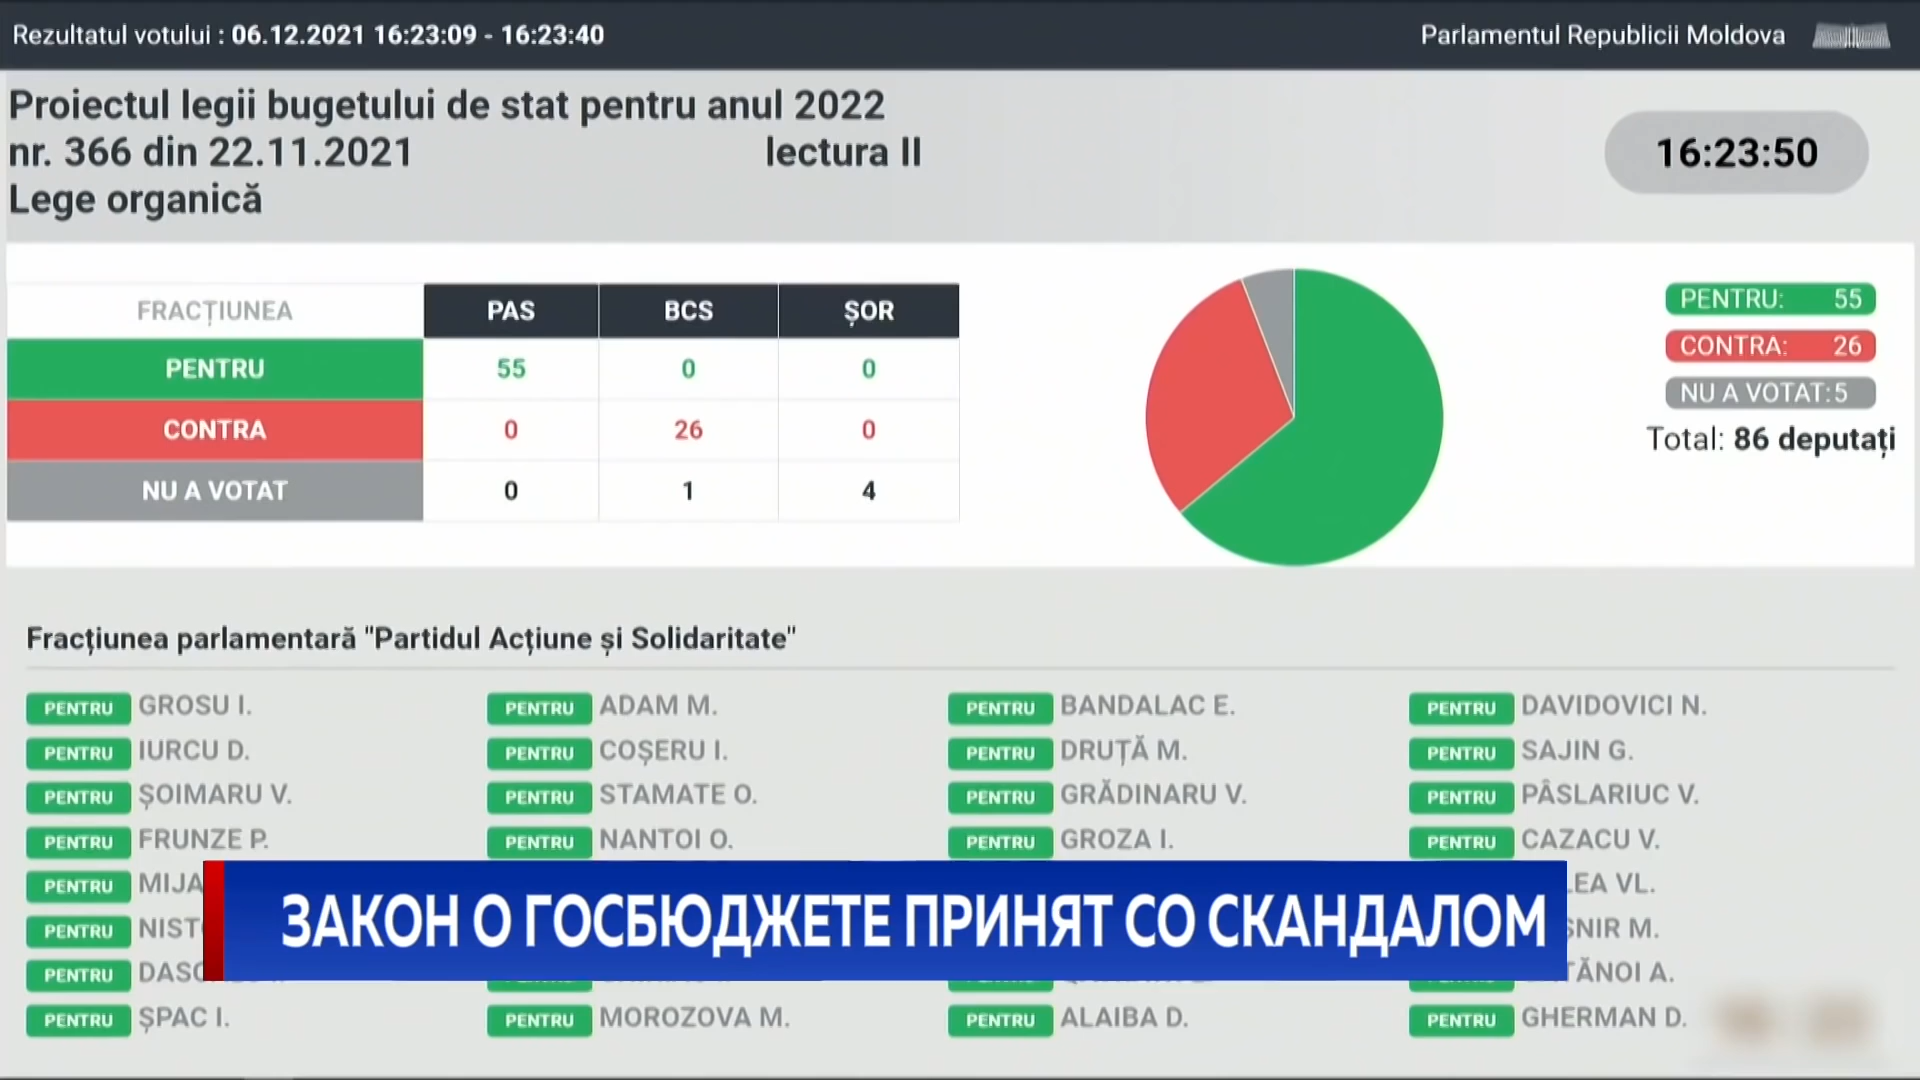 Rezultatul votului : 06.12.2021 16:23:09 - 16:23:40
Parlamentul Republicii Moldova
Proiectul legii bugetului de stat pentru anul 2022
nr. 366 din 22.11.2021 lectura II
Lege organică
16:23:50
FRACȚIUNEA PAS BCS ȘOR
PENTRU 55 0 0
CONTRA 0 26 0
NU A VOTAT 0 1 4
PENTRU: 55
CONTRA: 26
NU A VOTAT: 5
Total: 86 deputați
Fracțiunea parlamentară "Partidul Acțiune și Solidaritate"
PENTRU GROSU I. PENTRU ADAM M. PENTRU BANDALAC E. PENTRU DAVIDOVICI N.
PENTRU IURCU D. PENTRU COȘERU I. PENTRU DRUȚĂ M. PENTRU SAJIN G.
PENTRU ȘOIMARU V. PENTRU STAMATE O. PENTRU GRĂDINARU V. PENTRU PÂSLARIUC V.
PENTRU FRUNZE P. PENTRU NANTOI O. PENTRU GROZA I. PENTRU CAZACU V.
PENTRU VL.
PENTRU M.
PENTRU A.
PENTRU ȘPAC I. PENTRU MOROZOVA M. PENTRU ALAIBA D. PENTRU GHERMAN D.
ЗАКОН О ГОСБЮДЖЕТЕ ПРИНЯТ СО СКАНДАЛОМ